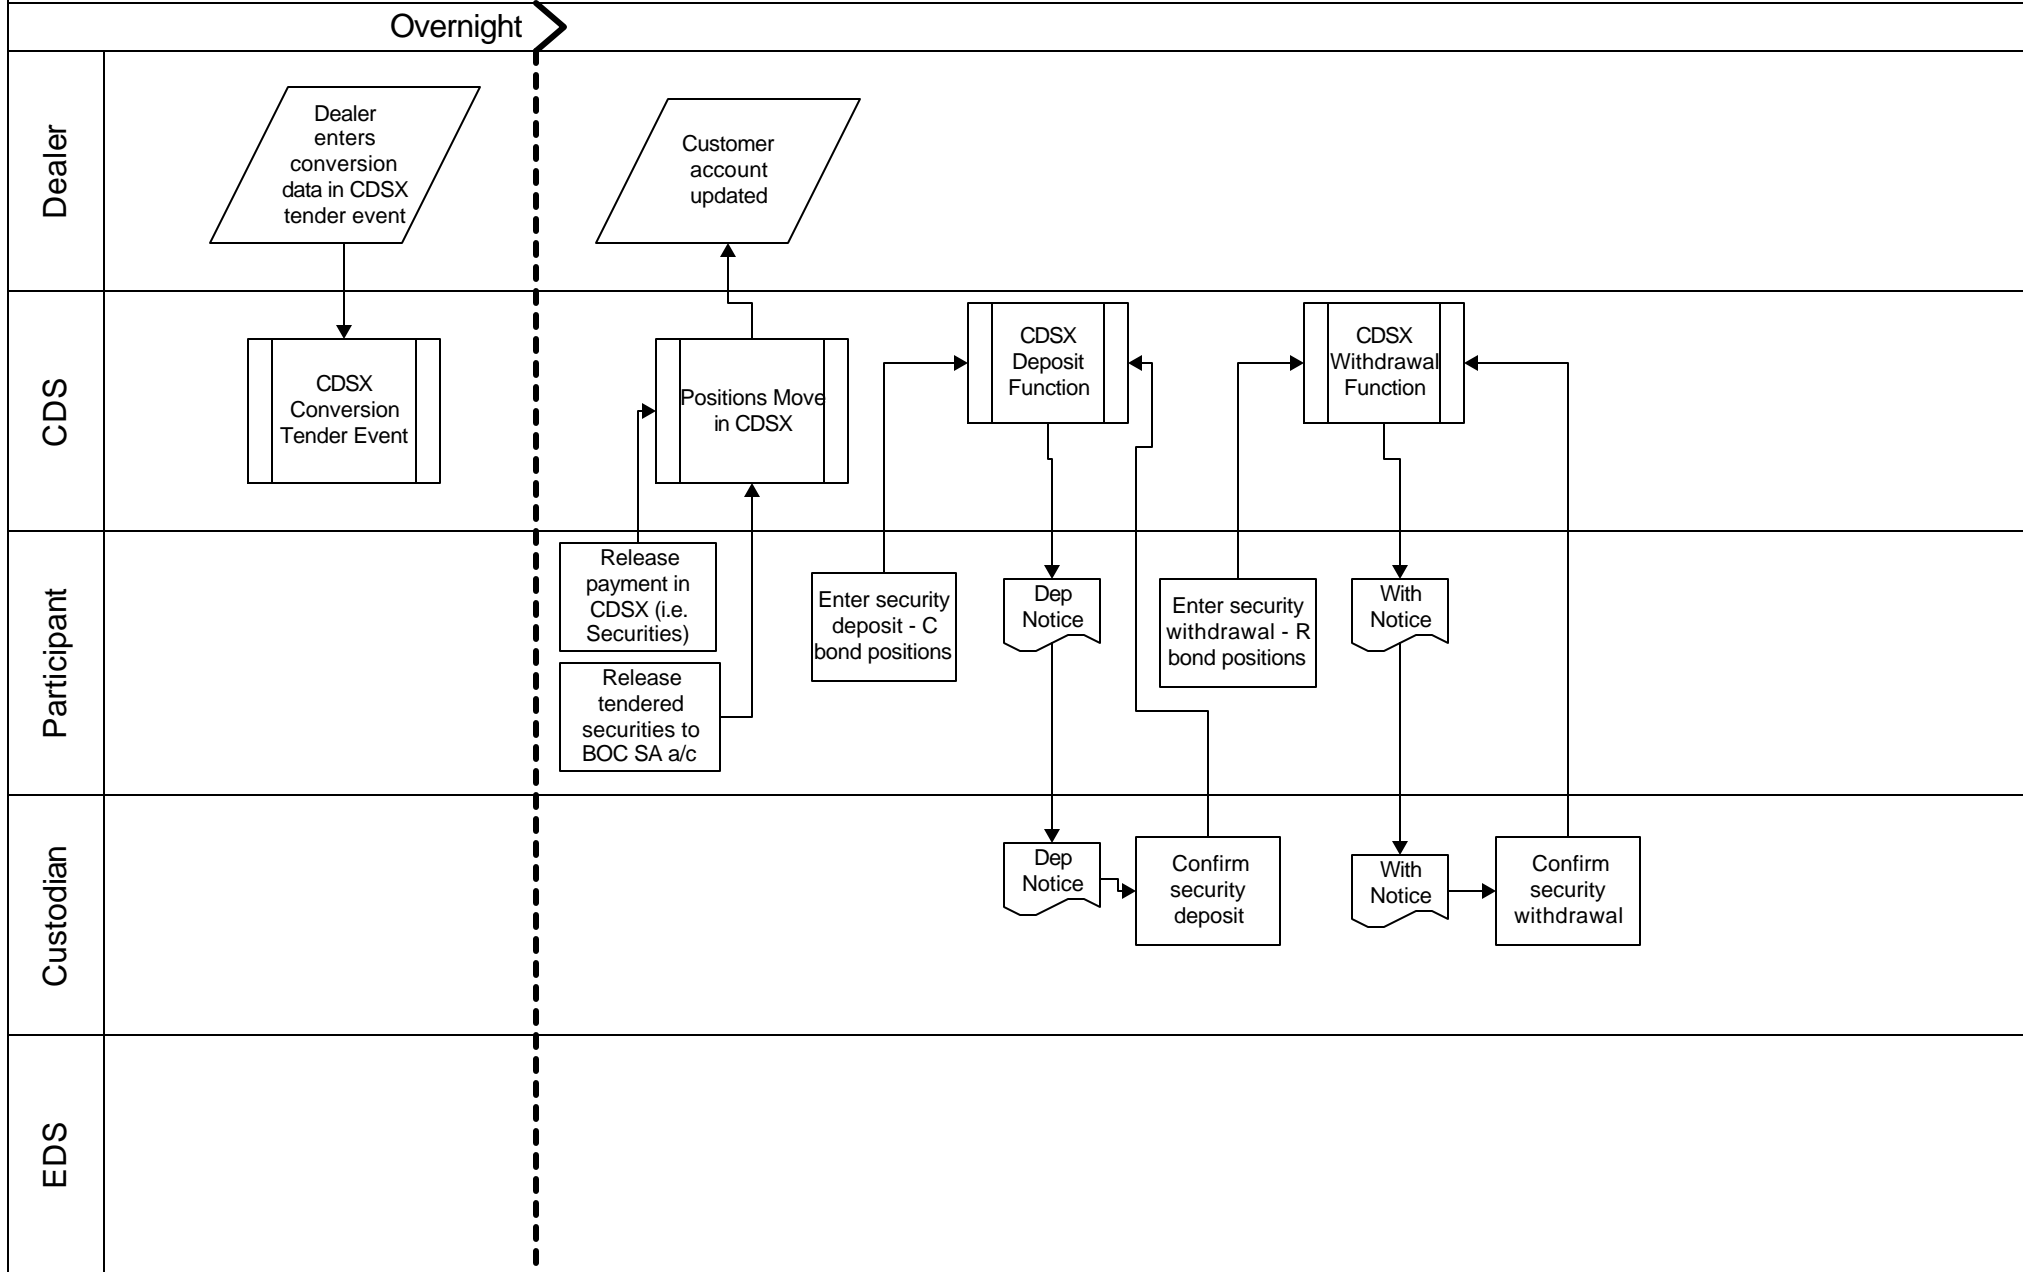 Overnight
Dealer
Dealer
enters
conversion
data in CDSX
tender event
Customer
account
updated
CDS
CDSX
Conversion
Tender Event
Positions Move
in CDSX
CDSX
Deposit
Function
CDSX
Withdrawal
Function
Participant
Release
payment in
CDSX (i.e.
Securities)
Release
tendered
securities to
BOC SA a/c
Enter security
deposit - C
bond positions
Dep
Notice
Enter security
withdrawal - R
bond positions
With
Notice
Custodian
Dep
Notice
Confirm
security
deposit
With
Notice
Confirm
security
withdrawal
EDS